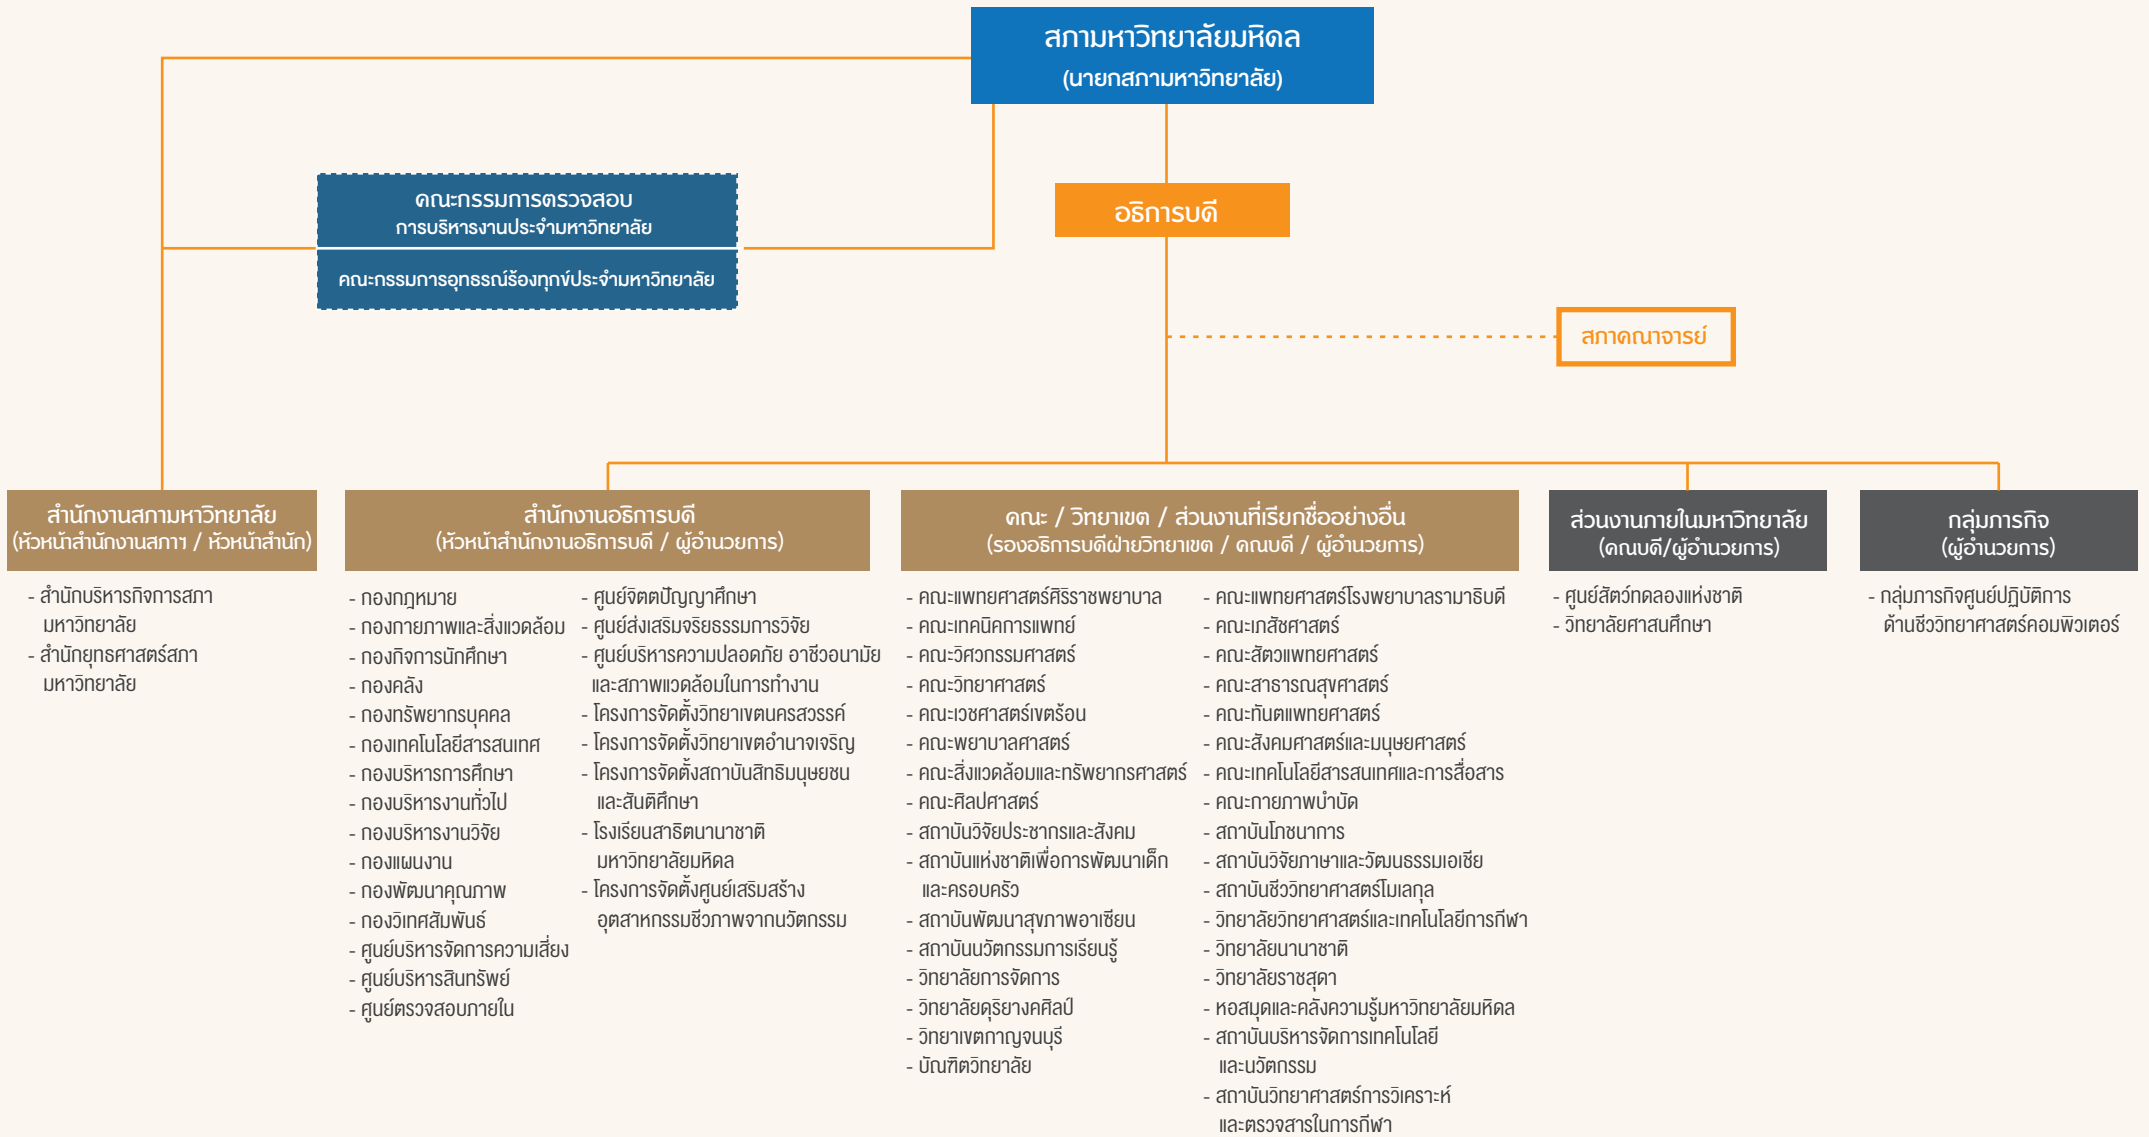 สภามหาวิทยาลัยมหิดล
(นายกสภามหาวิทยาลัย)
คณะกรรมการตรวจสอบ
การบริหารงานประจำมหาวิทยาลัย
คณะกรรมการอุทธรณ์ร้องทุกข์ประจำมหาวิทยาลัย
อธิการบดี
สภาคณาจารย์
สำนักงานสภามหาวิทยาลัย
(หัวหน้าสำนักงานสภาฯ / หัวหน้าสำนัก)
- สำนักบริหารกิจการสภา
มหาวิทยาลัย
- สำนักยุทธศาสตร์สภา
มหาวิทยาลัย
สำนักงานอธิการบดี
(หัวหน้าสำนักงานอธิการบดี / ผู้อำนวยการ)
- กองกฎหมาย
- กองกายภาพและสิ่งแวดล้อม
- กองกิจการนักศึกษา
- กองคลัง
- กองทรัพยากรบุคคล
- กองเทคโนโลยีสารสนเทศ
- กองบริหารการศึกษา
- กองบริหารงานทั่วไป
- กองบริหารงานวิจัย
- กองแผนงาน
- กองพัฒนาคุณภาพ
- กองวิเทศสัมพันธ์
- ศูนย์บริหารจัดการความเสี่ยง
- ศูนย์บริหารสินทรัพย์
- ศูนย์ตรวจสอบภายใน
- ศูนย์จิตตปัญญาศึกษา
- ศูนย์ส่งเสริมจริยธรรมการวิจัย
- ศูนย์บริหารความปลอดภัย อาชีวอนามัย
และสภาพแวดล้อมในการทำงาน
- โครงการจัดตั้งวิทยาเขตนครสวรรค์
- โครงการจัดตั้งวิทยาเขตอำนาจเจริญ
- โครงการจัดตั้งสถาบันสิทธิมนุษยชน
และสันติศึกษา
- โรงเรียนสาธิตนานาชาติ
มหาวิทยาลัยมหิดล
- โครงการจัดตั้งศูนย์เสริมสร้าง
อุตสาหกรรมชีวภาพจากนวัตกรรม
คณะ / วิทยาเขต / ส่วนงานที่เรียกชื่ออย่างอื่น
(รองอธิการบดีฝ่ายวิทยาเขต / คณบดี / ผู้อำนวยการ)
- คณะแพทยศาสตร์ศิริราชพยาบาล
- คณะเทคนิคการแพทย์
- คณะวิศวกรรมศาสตร์
- คณะวิทยาศาสตร์
- คณะเวชศาสตร์เขตร้อน
- คณะพยาบาลศาสตร์
- คณะสิ่งแวดล้อมและทรัพยากรศาสตร์
- คณะศิลปศาสตร์
- สถาบันวิจัยประชากรและสังคม
- สถาบันแห่งชาติเพื่อการพัฒนาเด็ก
และครอบครัว
- สถาบันพัฒนาสุขภาพอาเซียน
- สถาบันนวัตกรรมการเรียนรู้
- วิทยาลัยการจัดการ
- วิทยาลัยดุริยางคศิลป์
- วิทยาเขตกาญจนบุรี
- บัณฑิตวิทยาลัย
- คณะแพทยศาสตร์โรงพยาบาลรามาธิบดี
- คณะเภสัชศาสตร์
- คณะสัตวแพทยศาสตร์
- คณะสาธารณสุขศาสตร์
- คณะทันตแพทยศาสตร์
- คณะสังคมศาสตร์และมนุษยศาสตร์
- คณะเทคโนโลยีสารสนเทศและการสื่อสาร
- คณะกายภาพบำบัด
- สถาบันโภชนาการ
- สถาบันวิจัยภาษาและวัฒนธรรมเอเชีย
- สถาบันชีววิทยาศาสตร์โมเลกุล
- วิทยาลัยวิทยาศาสตร์และเทคโนโลยีการกีฬา
- วิทยาลัยนานาชาติ
- วิทยาลัยราชสุดา
- หอสมุดและคลังความรู้มหาวิทยาลัยมหิดล
- สถาบันบริหารจัดการเทคโนโลยี
และนวัตกรรม
- สถาบันวิทยาศาสตร์การวิเคราะห์
และตรวจสารในการกีฬา
ส่วนงานภายในมหาวิทยาลัย
(คณบดี/ผู้อำนวยการ)
- ศูนย์สัตว์ทดลองแห่งชาติ
- วิทยาลัยศาสนศึกษา
กลุ่มภารกิจ
(ผู้อำนวยการ)
- กลุ่มภารกิจศูนย์ปฏิบัติการ
ด้านชีววิทยาศาสตร์คอมพิวเตอร์